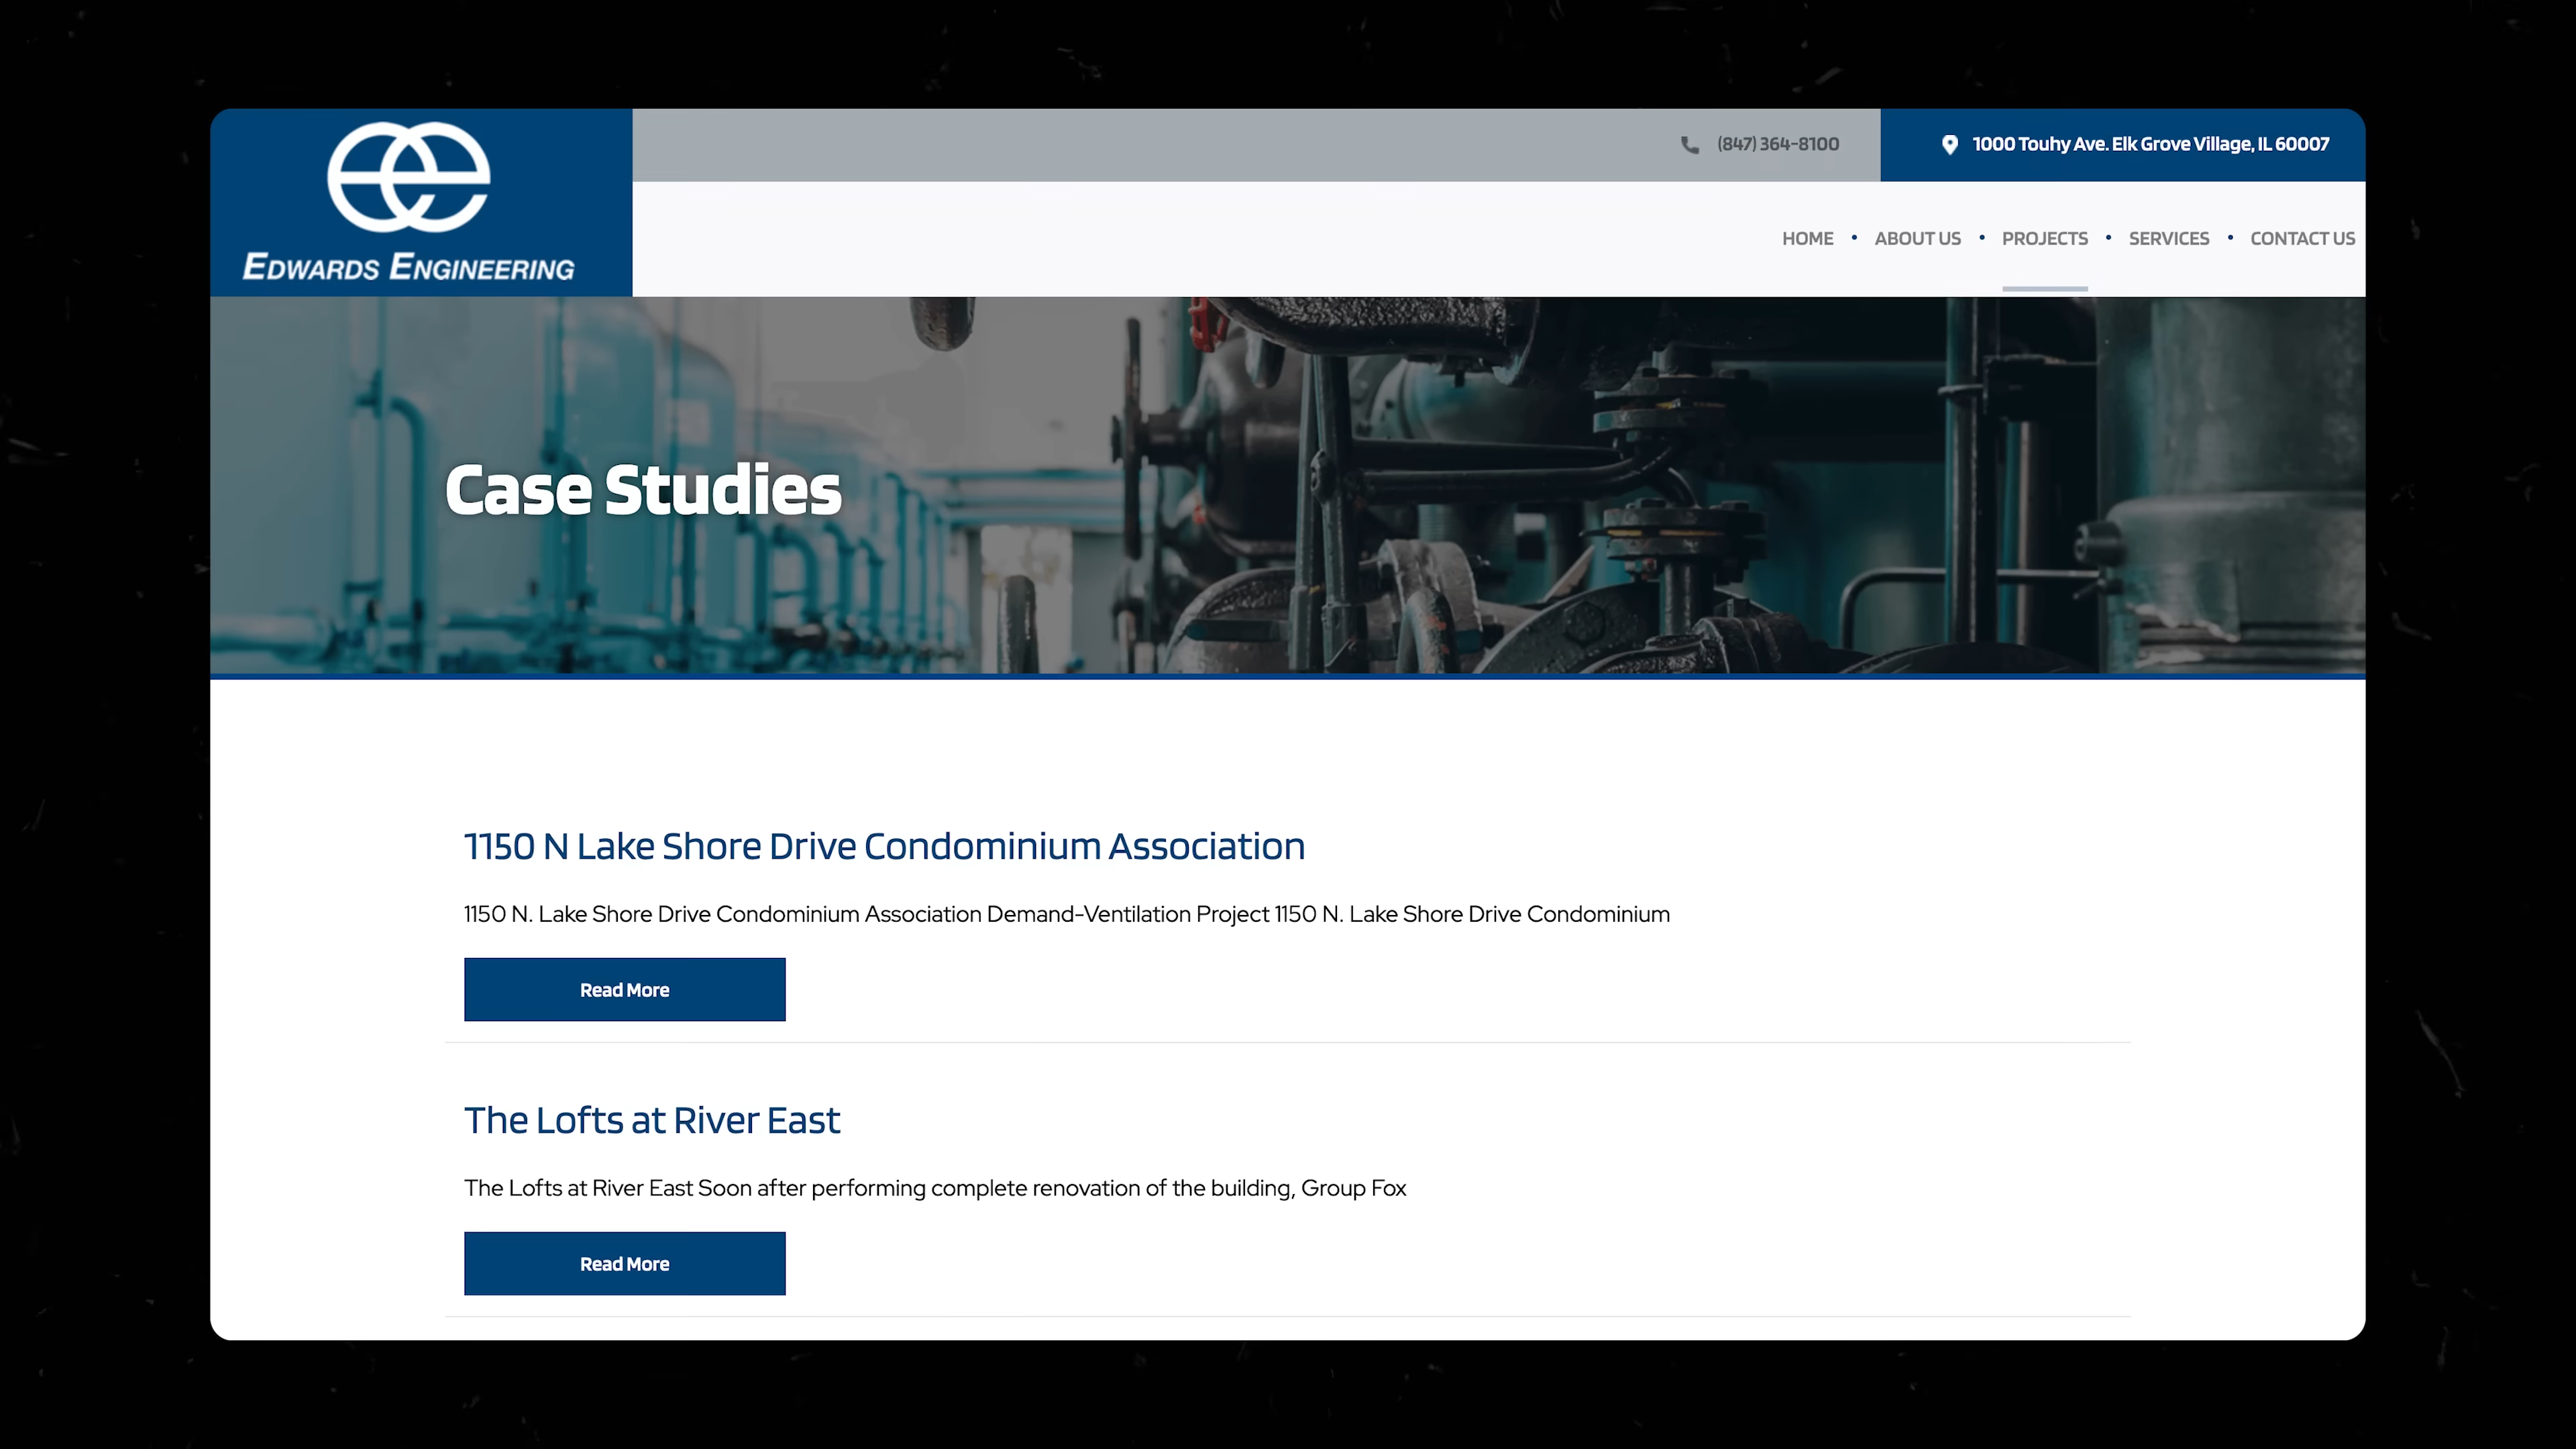 EDWARDS ENGINEERING
(847) 364-8100
1000 Touhy Ave. Elk Grove Village, IL 60007
HOME • ABOUT US • PROJECTS • SERVICES • CONTACT US
Case Studies
1150 N Lake Shore Drive Condominium Association
1150 N. Lake Shore Drive Condominium Association Demand-Ventilation Project 1150 N. Lake Shore Drive Condominium
Read More
The Lofts at River East
The Lofts at River East Soon after performing complete renovation of the building, Group Fox
Read More